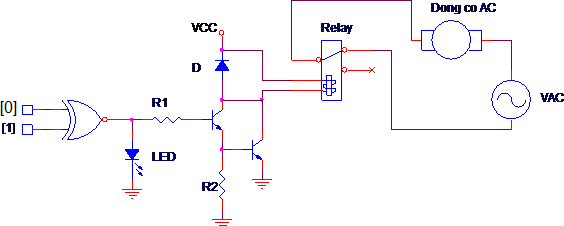 Dong co AC
Relay
VCC
D
VAC
[0]
[1]
R1
LED
R2